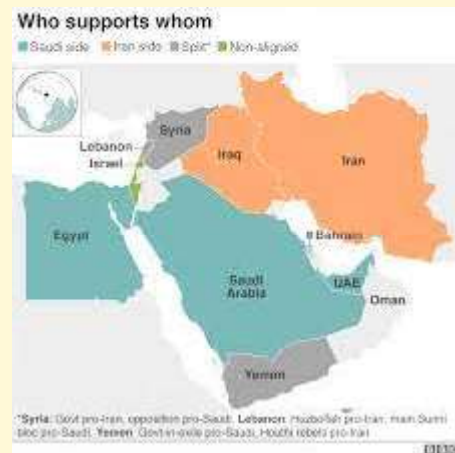 Who supports whom
Saudi side Iran side Split* Non-aligned
Syria
Lebanon
Israel
Iraq
Iran
Egypt
Bahrain
Saudi
Arabia
UAE
Oman
Yemen
*Syria: Govt pro-Iran, opposition pro-Saudi. Lebanon: Hezbollah pro-Iran, main Sunni
bloc pro-Saudi. Yemen: Govt-in-exile pro-Saudi, Houthi rebels pro-Iran
BBC